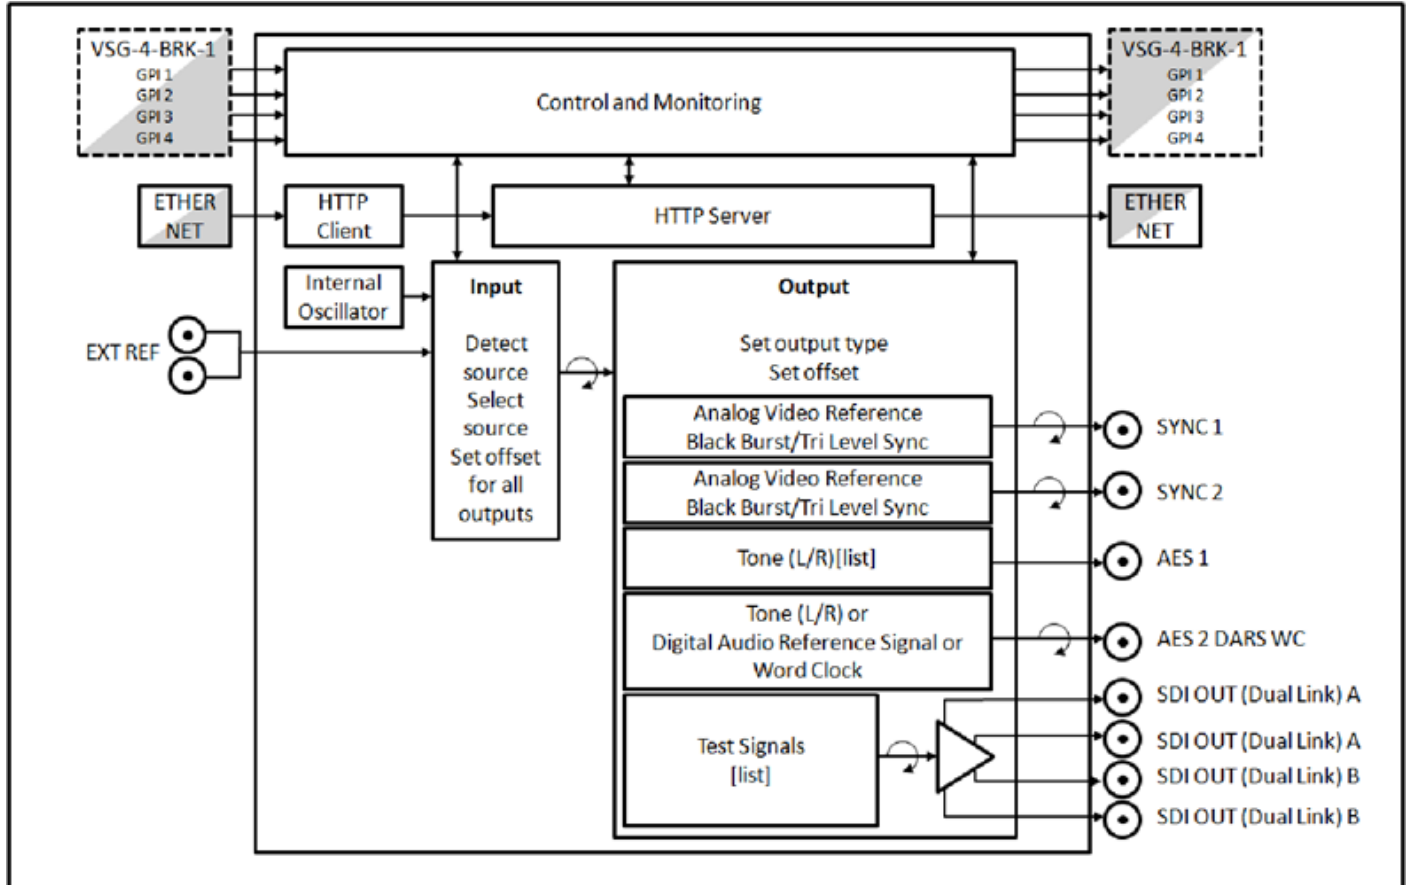 VSG-4-BRK-1
GPI 1
GPI 2
GPI 3
GPI 4
Control and Monitoring
VSG-4-BRK-1
GPI 1
GPI 2
GPI 3
GPI 4
ETHER
NET
HTTP
Client
HTTP Server
ETHER
NET
Internal
Oscillator
EXT REF
Input
Detect
source
Select
source
Set offset
for all
outputs
Output
Set output type
Set offset
Analog Video Reference
Black Burst/Tri Level Sync
SYNC 1
Analog Video Reference
Black Burst/Tri Level Sync
SYNC 2
Tone (L/R)[list]
AES 1
Tone (L/R) or
Digital Audio Reference Signal or
Word Clock
AES 2 DARS WC
Test Signals
[list]
SDI OUT (Dual Link) A
SDI OUT (Dual Link) A
SDI OUT (Dual Link) B
SDI OUT (Dual Link) B